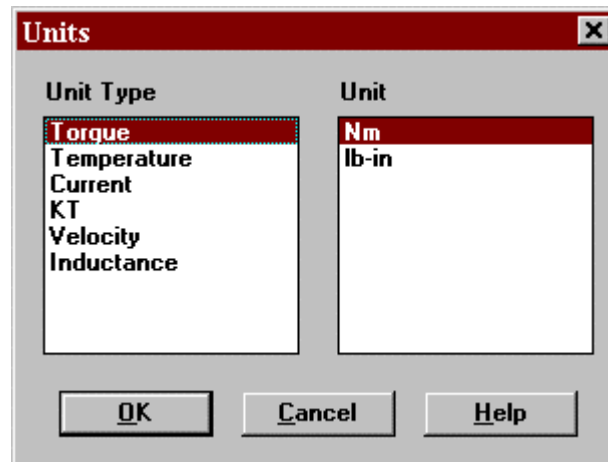 Units
Unit Type
Unit
Torque
Temperature
Current
KT
Velocity
Inductance
Nm
lb-in
OK
Cancel
Help